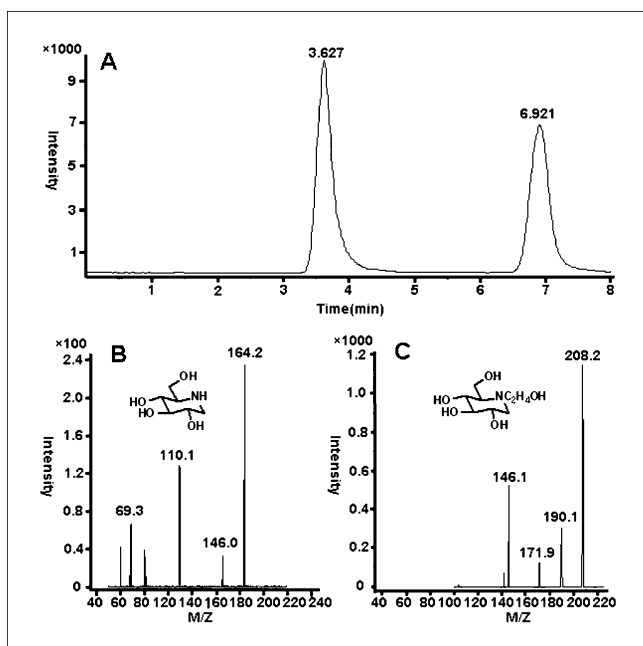 ×1000
A
3.627
6.921
9
7
5
3
1
Intensity
1 2 3 4 5 6 7 8
Time(min)
×100
B
164.2
2.4
2.0
1.6
1.2
0.8
0.4
0
Intensity
OH
HO
NH
HO
OH
110.1
69.3
146.0
40 60 80 100 120 140 160 180 200 220 240
M/Z
×1000
C
208.2
1.2
1.0
0.8
0.6
0.4
0.2
0
Intensity
OH
HO
NC₂H₄OH
HO
OH
146.1
190.1
171.9
40 60 80 100 120 140 160 180 200 220
M/Z